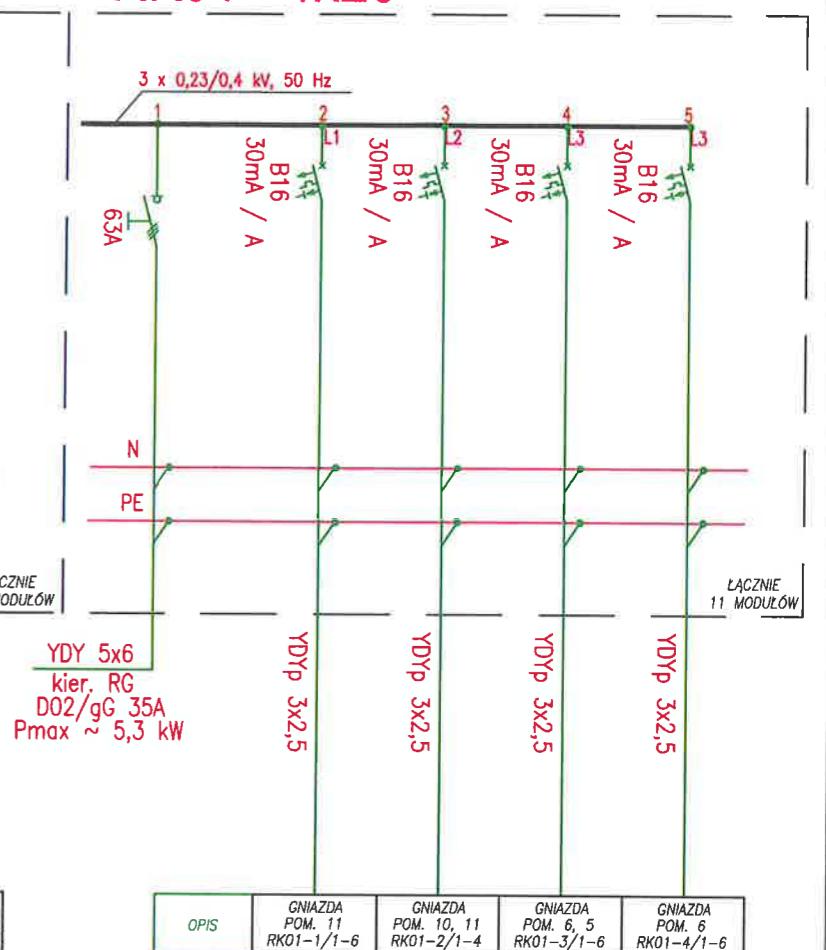 3 x 0,23/0,4 kV, 50 Hz
1
2
3
4
5
L1
L2
L3
L3
63A
B16
30mA / A
B16
30mA / A
B16
30mA / A
B16
30mA / A
N
PE
ŁĄCZNIE
11 MODUŁÓW
YDY 5x6
kier. RG
D02/gG 35A
Pmax ~ 5,3 kW
YDYp 3x2,5
YDYp 3x2,5
YDYp 3x2,5
YDYp 3x2,5
OPIS
GNIAZDA
POM. 11
RK01-1/1-6
GNIAZDA
POM. 10, 11
RK01-2/1-4
GNIAZDA
POM. 6, 5
RK01-3/1-6
GNIAZDA
POM. 6
RK01-4/1-6